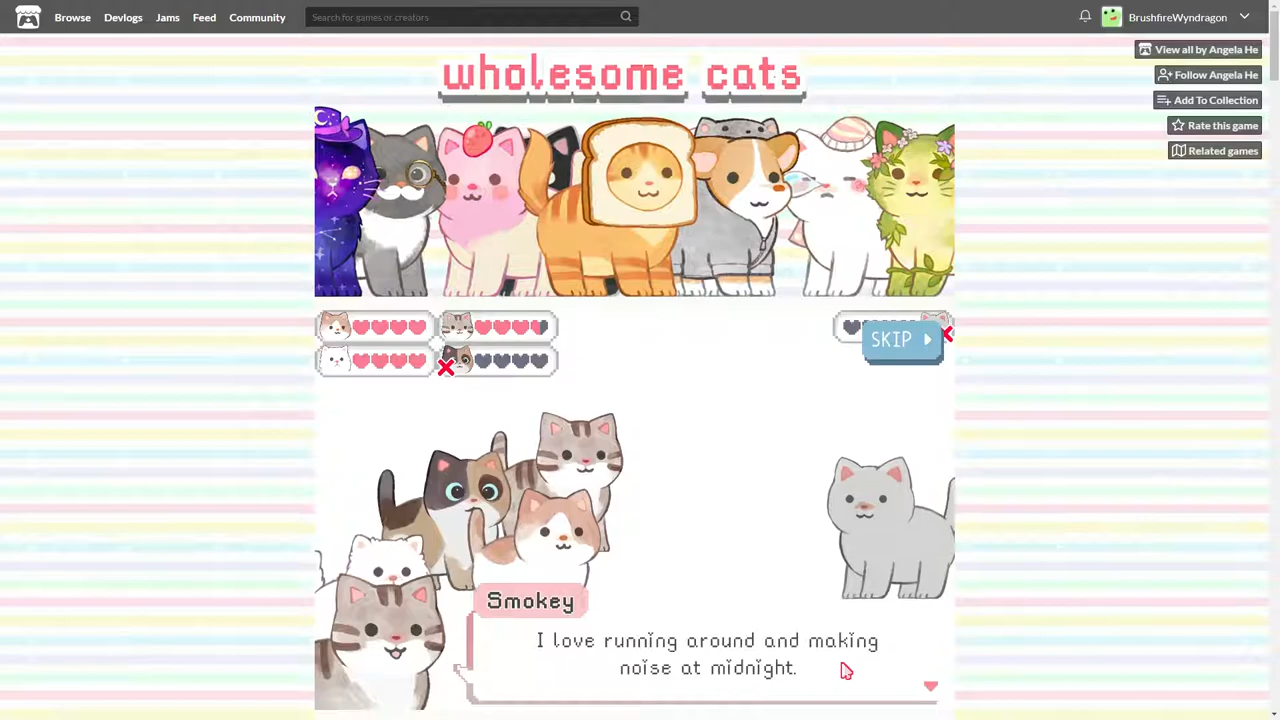 Browse Devlogs Jams Feed Community Search for games or creators BrushfireWyndragon
View all by Angela He
Follow Angela He
Add To Collection
Rate this game
Related games
wholesome cats
SKIP
Smokey
I love running around and making
noise at midnight.